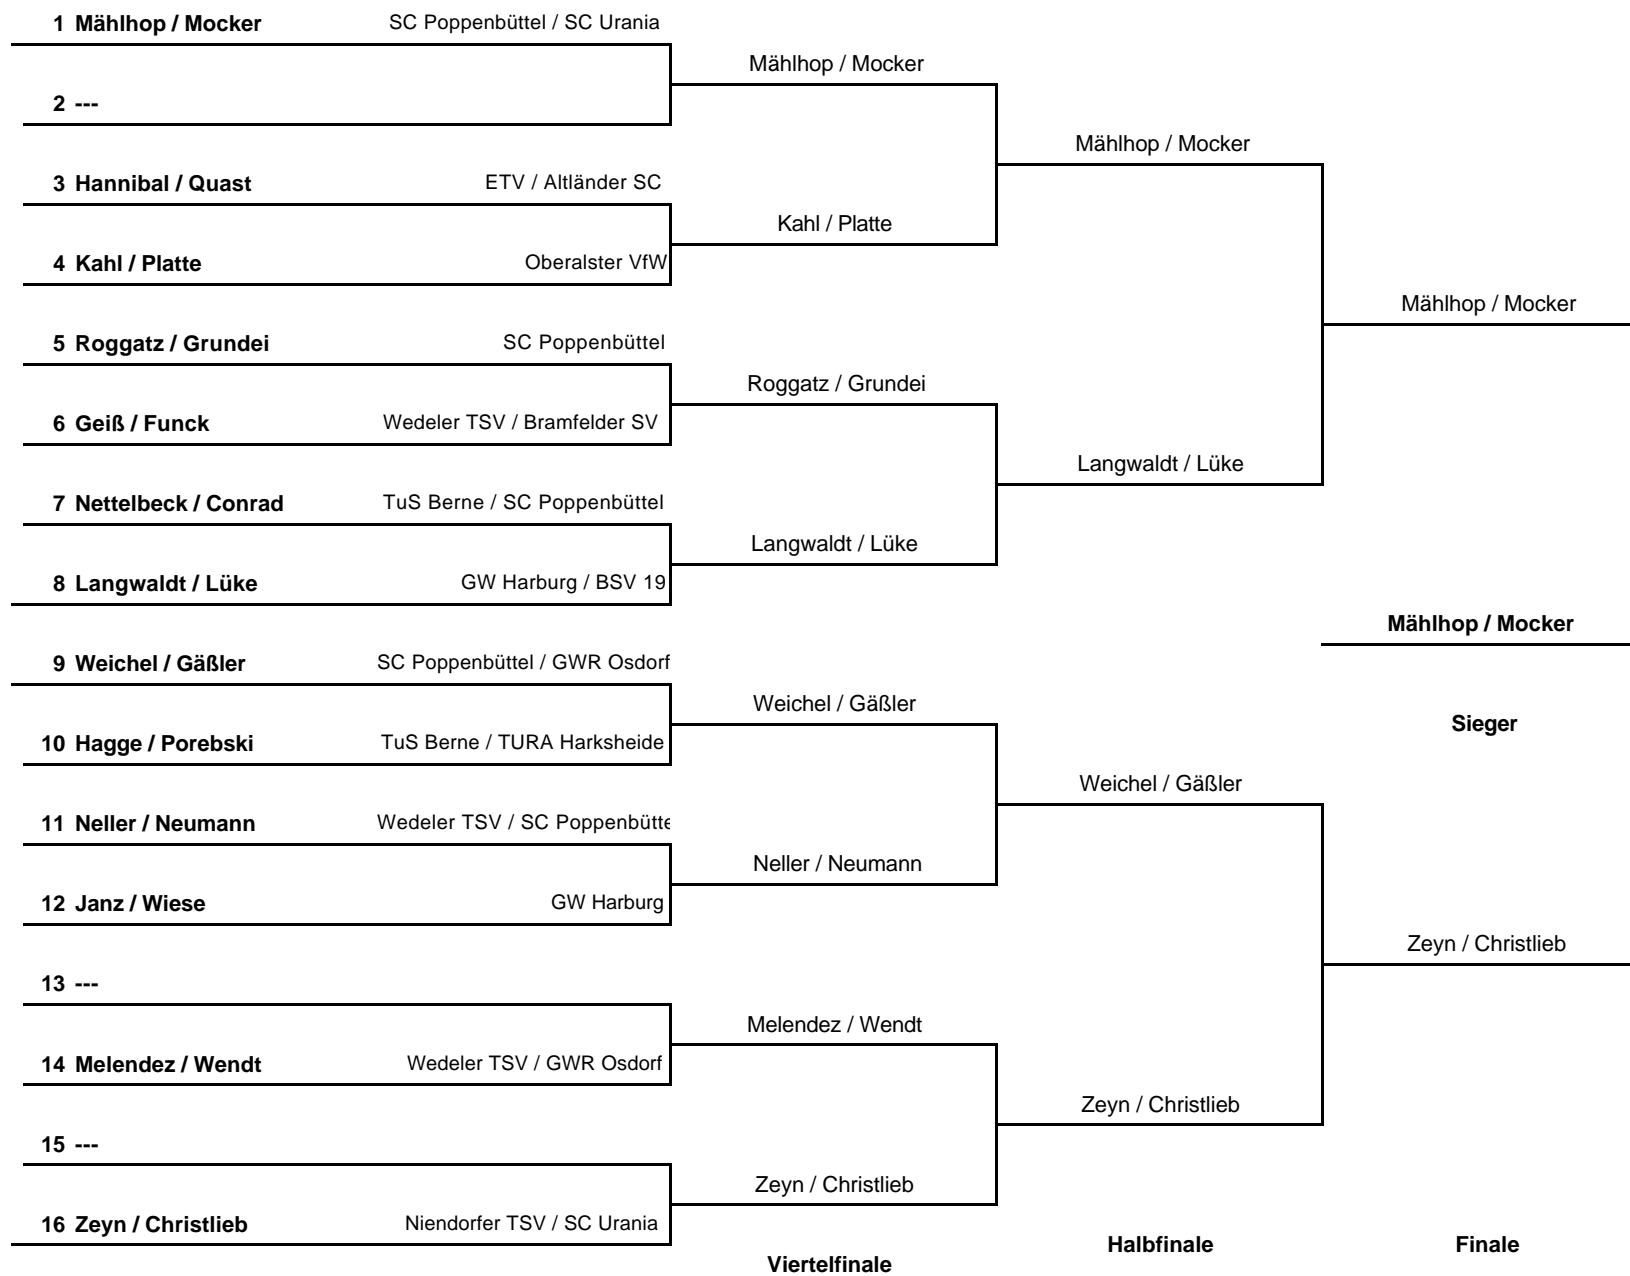 1 Mählhop / Mocker SC Poppenbüttel / SC Urania
Mählhop / Mocker
2 ---
Mählhop / Mocker
3 Hannibal / Quast ETV / Altländer SC
Kahl / Platte
4 Kahl / Platte Oberalster VfW
Mählhop / Mocker
5 Roggatz / Grundei SC Poppenbüttel
Roggatz / Grundei
6 Geiß / Funck Wedeler TSV / Bramfelder SV
Langwaldt / Lüke
7 Nettelbeck / Conrad TuS Berne / SC Poppenbüttel
Langwaldt / Lüke
8 Langwaldt / Lüke GW Harburg / BSV 19
Mählhop / Mocker
9 Weichel / Gäßler SC Poppenbüttel / GWR Osdorf
Weichel / Gäßler
Sieger
10 Hagge / Porebski TuS Berne / TURA Harksheide
Weichel / Gäßler
11 Neller / Neumann Wedeler TSV / SC Poppenbütte
Neller / Neumann
12 Janz / Wiese GW Harburg
Zeyn / Christlieb
13 ---
Melendez / Wendt
14 Melendez / Wendt Wedeler TSV / GWR Osdorf
Zeyn / Christlieb
15 ---
Zeyn / Christlieb
16 Zeyn / Christlieb Niendorfer TSV / SC Urania
Halbfinale Finale
Viertelfinale